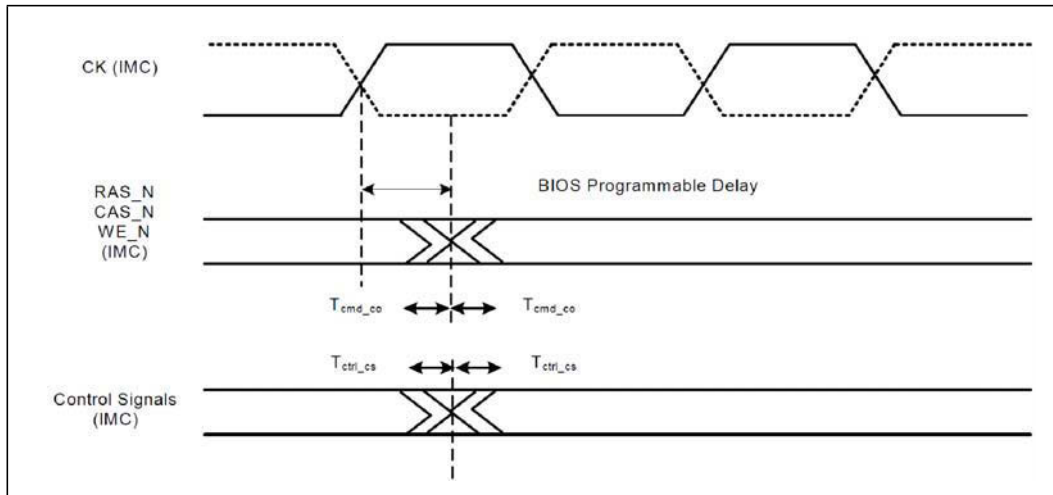 CK (IMC)
BIOS Programmable Delay
RAS_N
CAS_N
WE_N
(IMC)
Tcmd_co
Tcmd_co
Tctrl_cs
Tctrl_cs
Control Signals
(IMC)